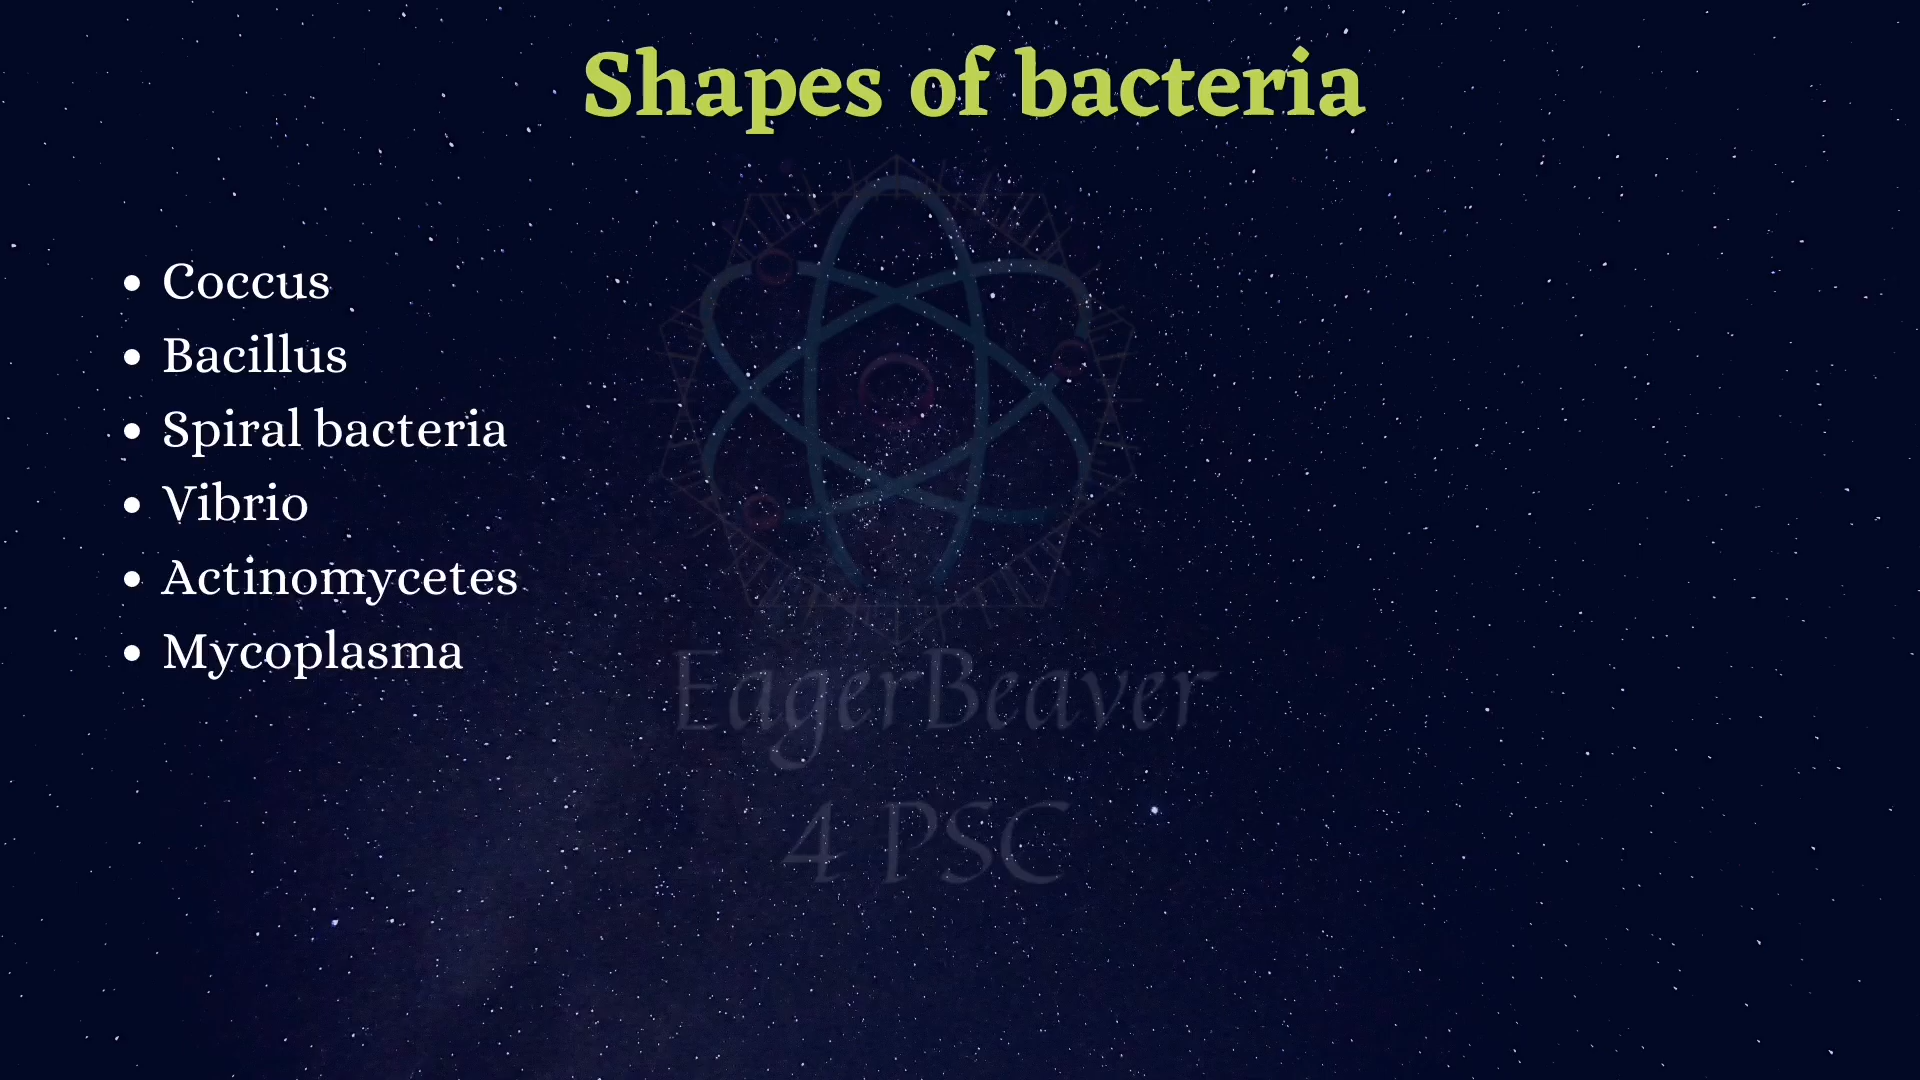 Shapes of bacteria
• Coccus
• Bacillus
• Spiral bacteria
• Vibrio
• Actinomycetes
• Mycoplasma
EagerBeaver
4 PSC